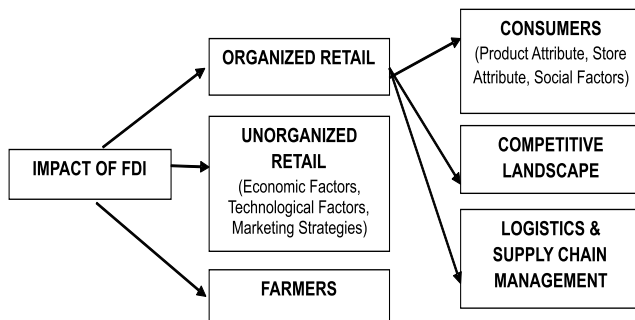 IMPACT OF FDI
ORGANIZED RETAIL
UNORGANIZED
RETAIL
(Economic Factors,
Technological Factors,
Marketing Strategies)
FARMERS
CONSUMERS
(Product Attribute, Store
Attribute, Social Factors)
COMPETITIVE
LANDSCAPE
LOGISTICS &
SUPPLY CHAIN
MANAGEMENT